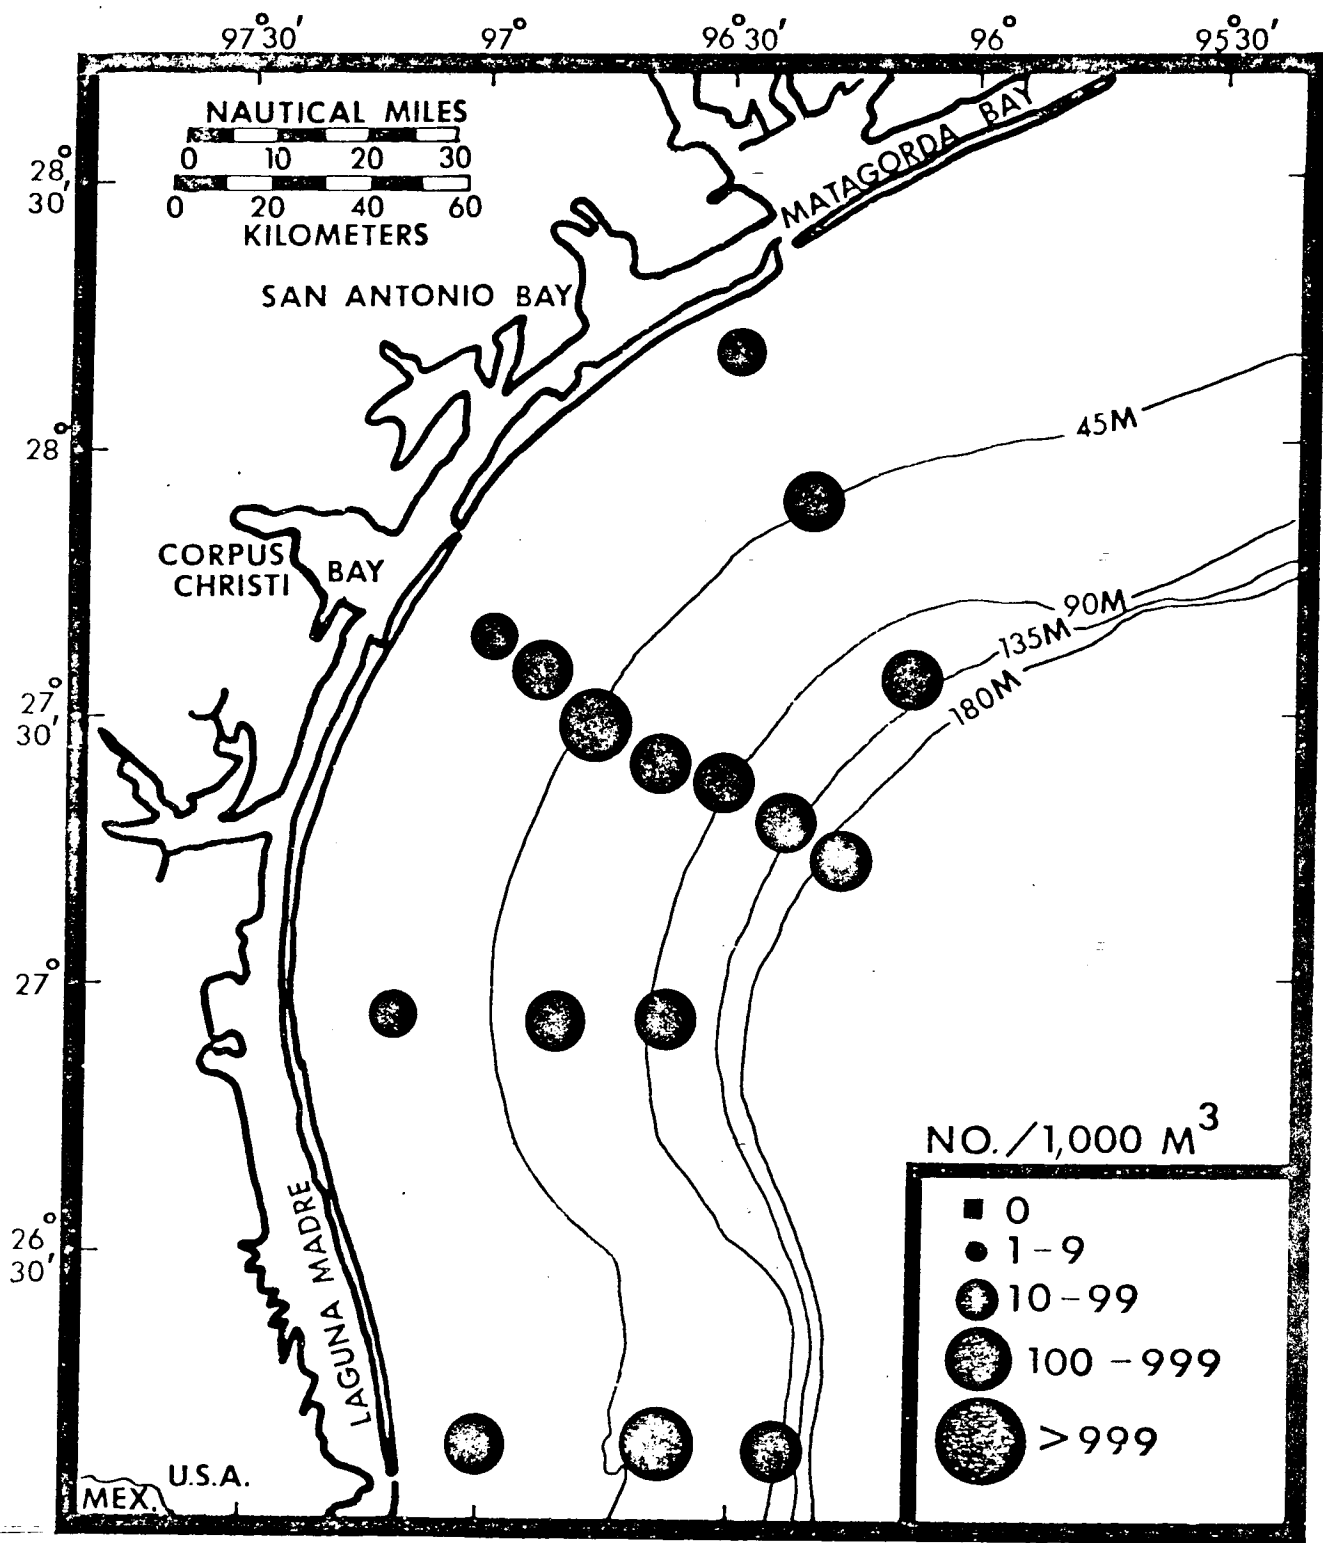 97°30′ 97° 96°30′ 96° 95°30′
NAUTICAL MILES
0 10 20 30
0 20 40 60
KILOMETERS
28°
30′
MATAGORDA BAY
SAN ANTONIO BAY
28°
45M
CORPUS
CHRISTI
BAY
90M
135M
180M
27°
30′
27°
NO./1,000 M³
0
1-9
10-99
100-999
>999
26°
30′
LAGUNA MADRE
U.S.A.
MEX.